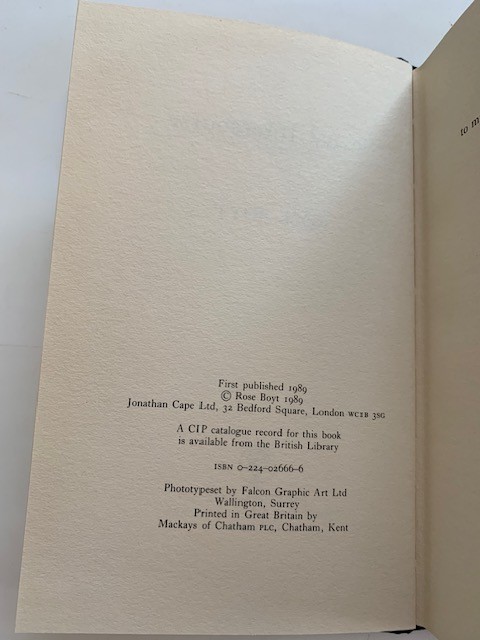 First published 1989
© Rose Boyt 1989
Jonathan Cape Ltd, 32 Bedford Square, London WC1B 3SG
A CIP catalogue record for this book
is available from the British Library
ISBN 0-224-02666-6
Phototypeset by Falcon Graphic Art Ltd
Wallington, Surrey
Printed in Great Britain by
Mackays of Chatham PLC, Chatham, Kent
to m